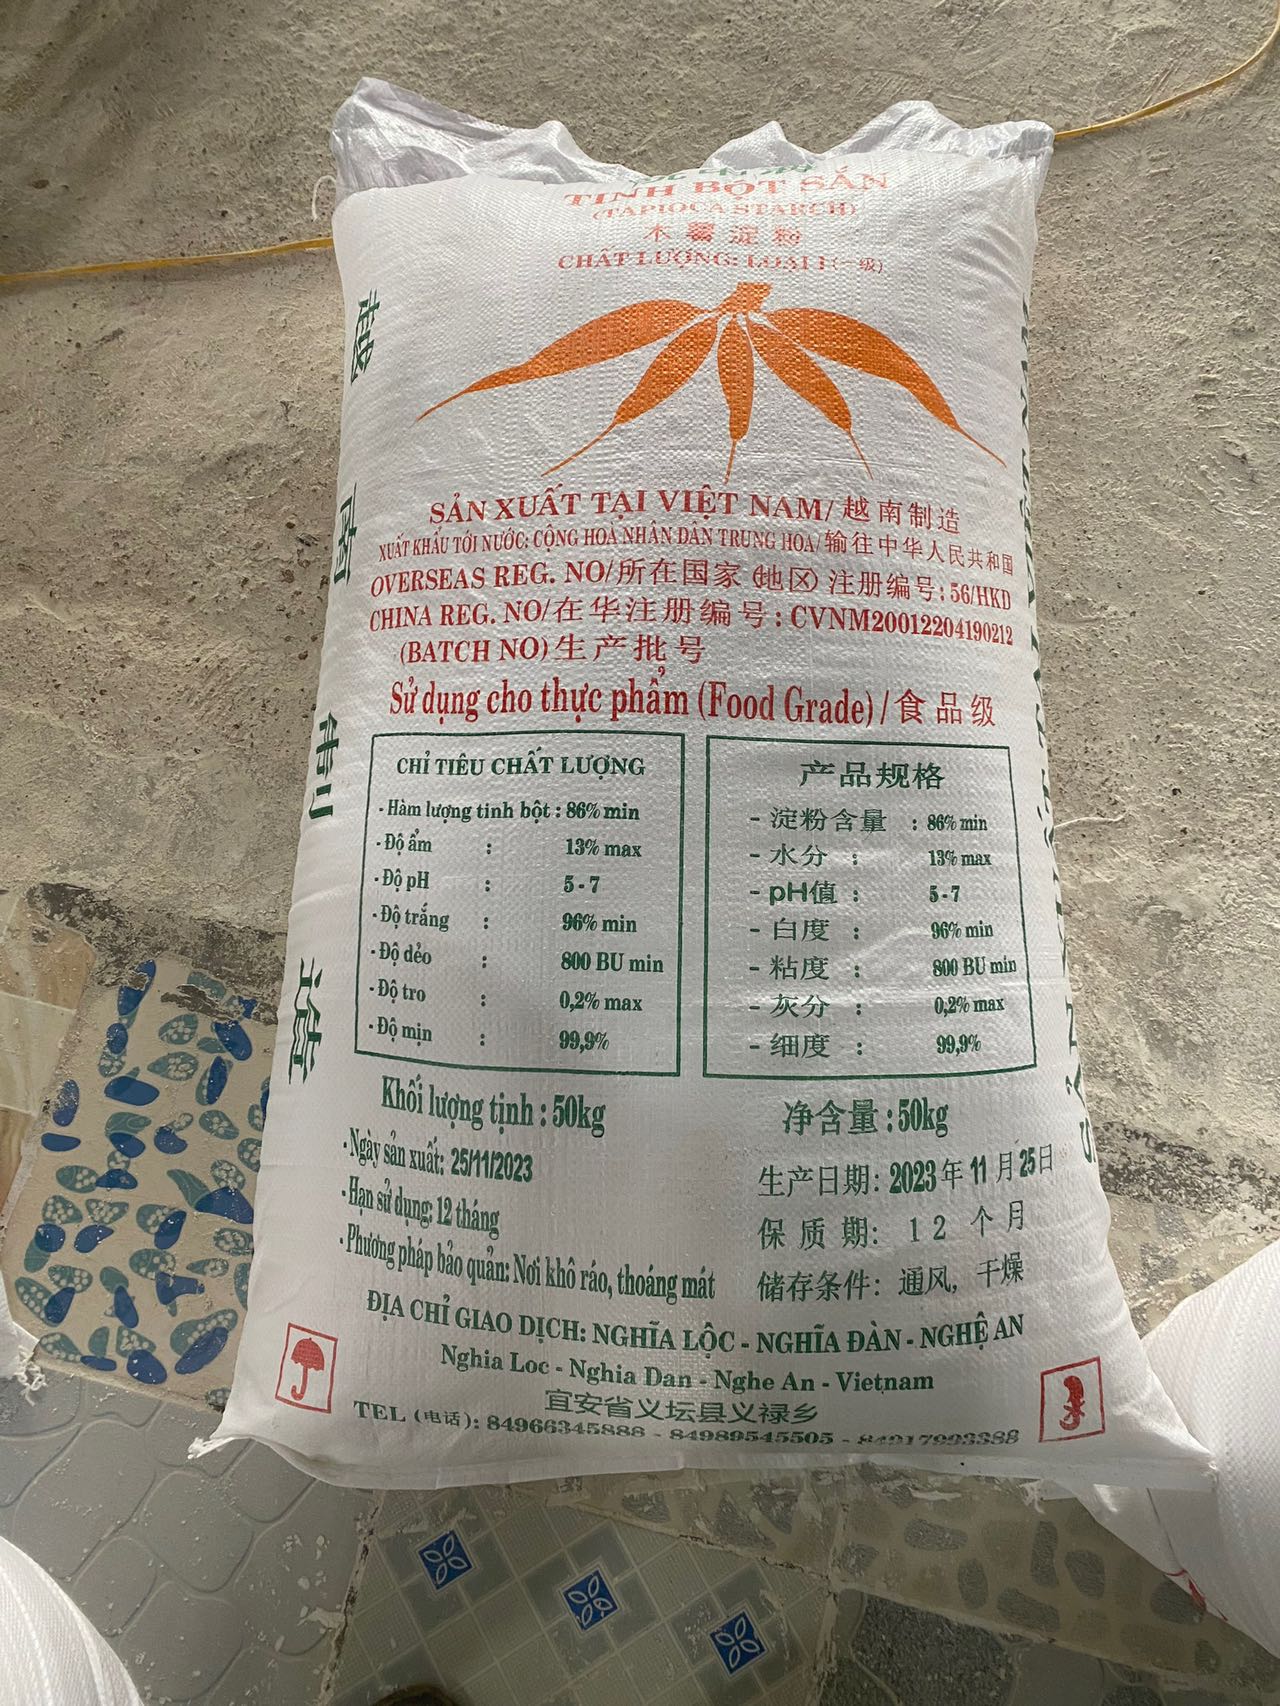 TINH BỘT SẮN
(TAPIOCA STARCH)
木薯淀粉
CHẤT LƯỢNG: LOẠI 1 (一级)
SẢN XUẤT TẠI VIỆT NAM/越南制造
XUẤT KHẨU TỚI NƯỚC: CỘNG HOÀ NHÂN DÂN TRUNG HOA/输往中华人民共和国
OVERSEAS REG. NO/所在国家(地区)注册编号: 56/HKD
CHINA REG. NO/在华注册编号: CVNM20012204190212
(BATCH NO)生产批号
Sử dụng cho thực phẩm (Food Grade)/食品级
CHỈ TIÊU CHẤT LƯỢNG
- Hàm lượng tinh bột : 86% min
- Độ ẩm : 13% max
- Độ pH : 5 - 7
- Độ trắng : 96% min
- Độ dẻo : 800 BU min
- Độ tro : 0,2% max
- Độ mịn : 99,9%
产品规格
- 淀粉含量 : 86% min
- 水分 : 13% max
- pH值 : 5 - 7
- 白度 : 96% min
- 粘度 : 800 BU min
- 灰分 : 0,2% max
- 细度 : 99,9%
Khối lượng tịnh : 50kg
- Ngày sản xuất: 25/11/2023
- Hạn sử dụng: 12 tháng
- Phương pháp bảo quản: Nơi khô ráo, thoáng mát
净含量: 50kg
生产日期: 2023年11月25日
保质期: 12个月
储存条件: 通风, 干燥
ĐỊA CHỈ GIAO DỊCH: NGHĨA LỘC - NGHĨA ĐÀN - NGHỆ AN
Nghia Loc - Nghia Dan - Nghe An - Vietnam
宜安省义坛县义禄乡
TEL (电话): 84966345888 - 84989545505 - 84917993388
越南制造